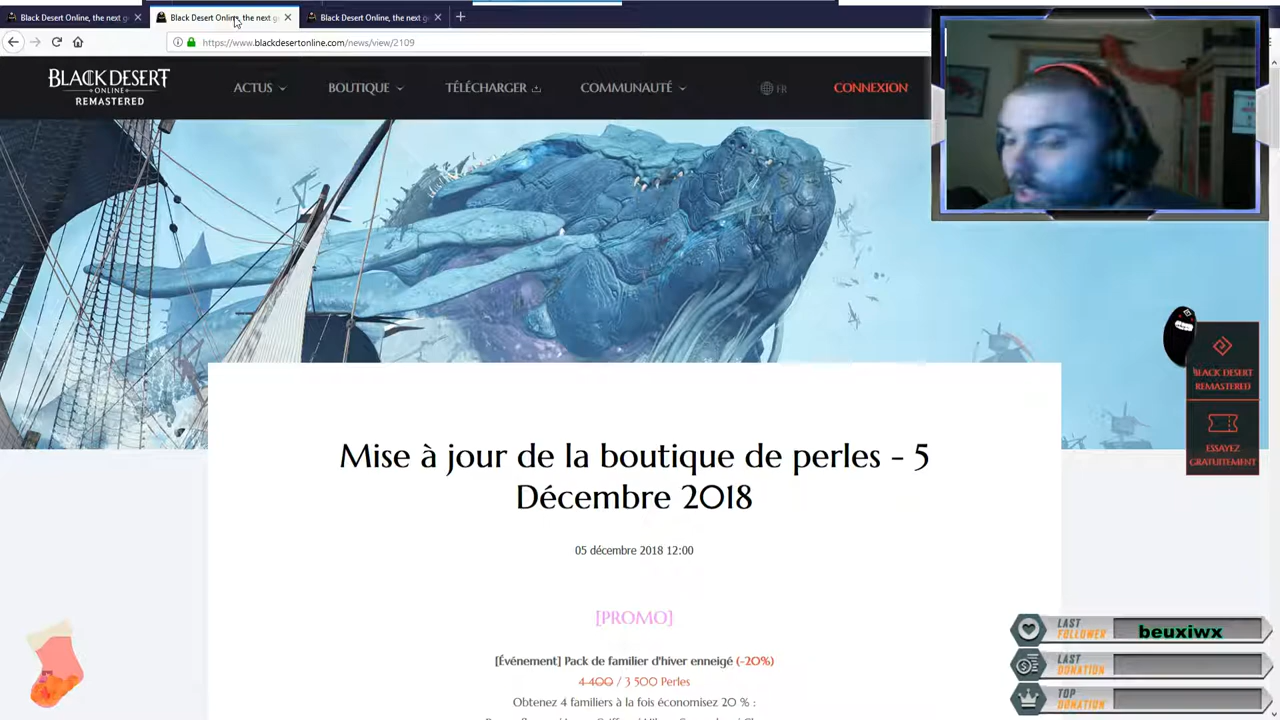 Black Desert Online, the next g
Black Desert Online, the next g
Black Desert Online, the next g
https://www.blackdesertonline.com/news/view/2109
BLACK DESERT
ONLINE
REMASTERED
ACTUS
BOUTIQUE
TÉLÉCHARGER
COMMUNAUTÉ
FR
CONNEXION
BLACK DESERT
REMASTERED
ESSAYEZ
GRATUITEMENT
Mise à jour de la boutique de perles - 5
Décembre 2018
05 décembre 2018 12:00
[PROMO]
[Événement] Pack de familier d'hiver enneigé (-20%)
4 400 / 3 500 Perles
Obtenez 4 familiers à la fois économisez 20 % :
LAST
FOLLOWER
beuxiwx
LAST
DONATION
TOP
DONATION